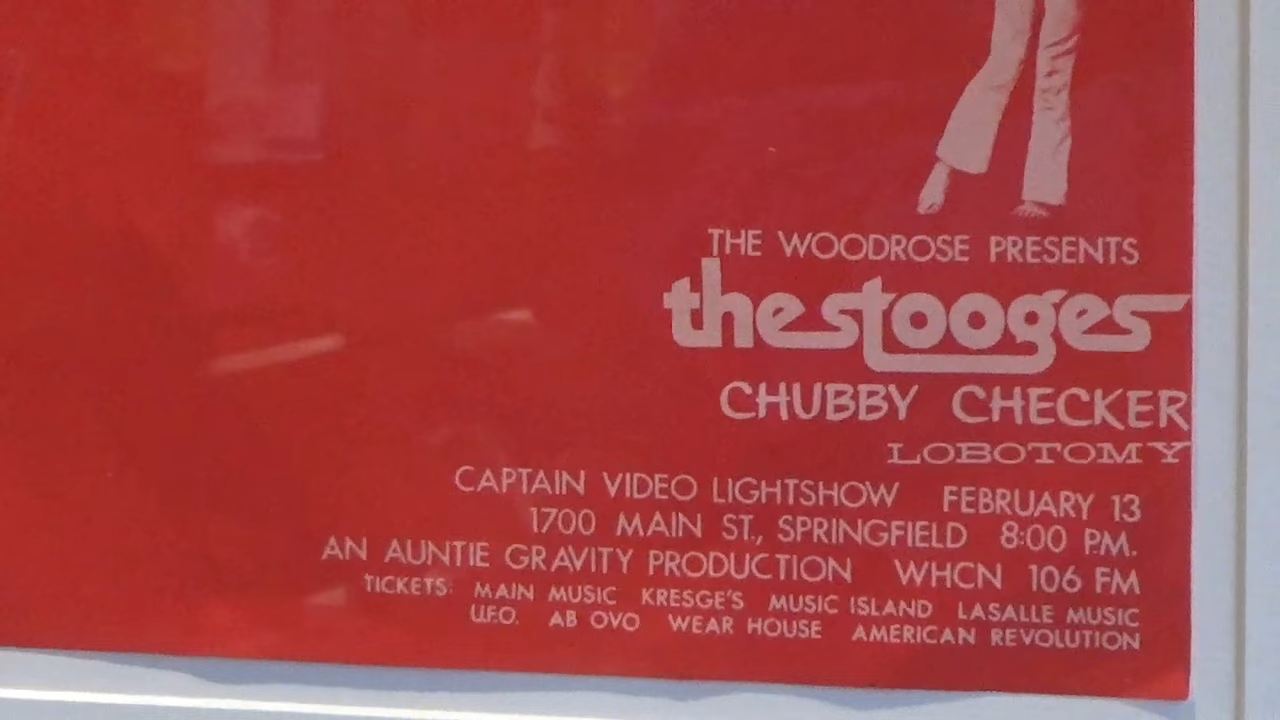 THE WOODROSE PRESENTS
the stooges
CHUBBY CHECKER
LOBOTOMY
CAPTAIN VIDEO LIGHTSHOW FEBRUARY 13
1700 MAIN ST., SPRINGFIELD 8:00 P.M.
AN AUNTIE GRAVITY PRODUCTION WHCN 106 FM
TICKETS: MAIN MUSIC KRESGE'S MUSIC ISLAND LASALLE MUSIC
U.F.O. AB OVO WEAR HOUSE AMERICAN REVOLUTION